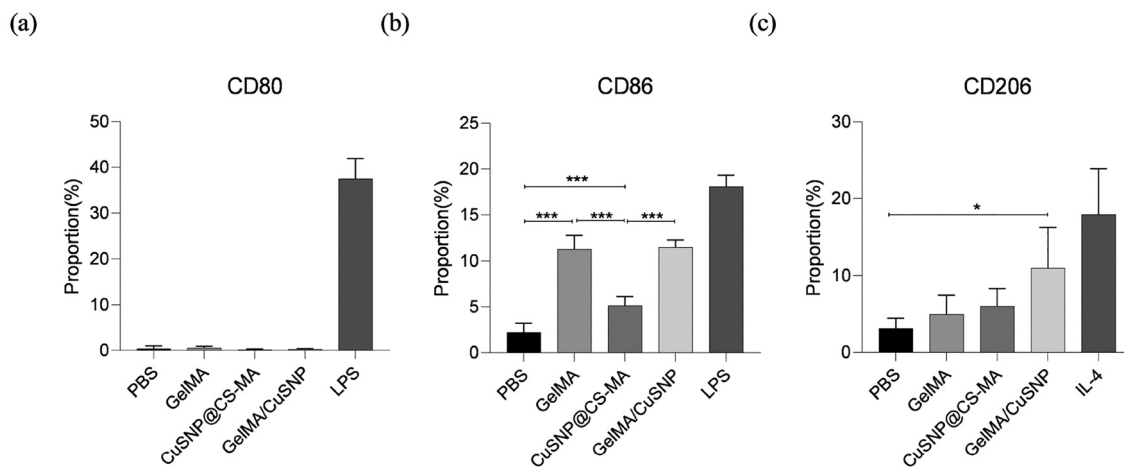 (a)
CD80
Proportion(%)
50
40
30
20
10
0
PBS
GelMA
CuSNP@CS-MA
GelMA/CuSNP
LPS
(b)
CD86
Proportion(%)
25
20
15
10
5
0
***
*** *** ***
PBS
GelMA
CuSNP@CS-MA
GelMA/CuSNP
LPS
(c)
CD206
Proportion(%)
30
20
10
0
*
PBS
GelMA
CuSNP@CS-MA
GelMA/CuSNP
IL-4